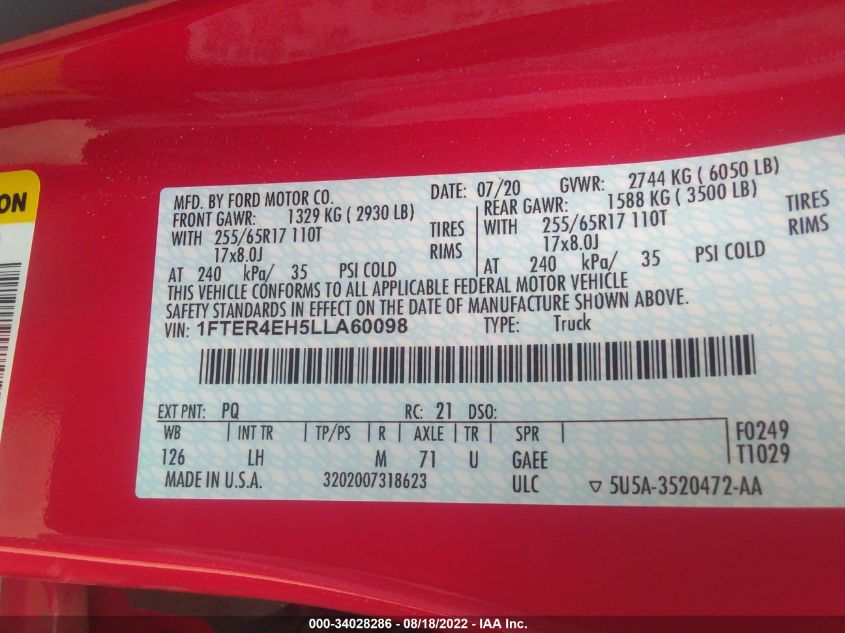 ON
MFD. BY FORD MOTOR CO. DATE: 07/20 GVWR: 2744 KG ( 6050 LB)
FRONT GAWR: 1329 KG ( 2930 LB) REAR GAWR: 1588 KG ( 3500 LB)
WITH 255/65R17 110T TIRES WITH 255/65R17 110T TIRES
17x8.0J RIMS 17x8.0J RIMS
AT 240 kPa/ 35 PSI COLD AT 240 kPa/ 35 PSI COLD
THIS VEHICLE CONFORMS TO ALL APPLICABLE FEDERAL MOTOR VEHICLE
SAFETY STANDARDS IN EFFECT ON THE DATE OF MANUFACTURE SHOWN ABOVE.
VIN: 1FTER4EH5LLA60098 TYPE: Truck
EXT PNT: PQ RC: 21 DSO:
WB INT TR TP/PS R AXLE TR SPR F0249
126 LH M 71 U GAEE T1029
MADE IN U.S.A. 3202007318623 ULC ▽ 5U5A-3520472-AA
000-34028286 - 08/18/2022 - IAA Inc.